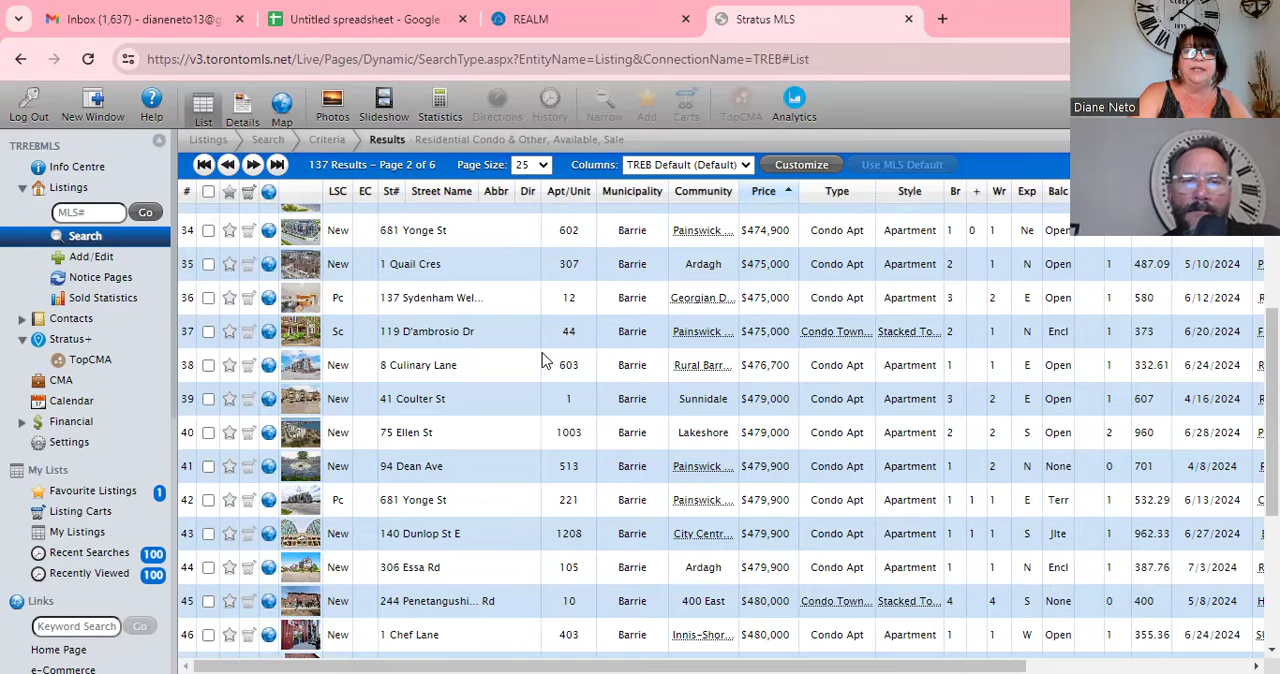 Inbox (1,637) - dianeneto13@g
Untitled spreadsheet - Google
REALM
Stratus MLS
https://v3.torontomls.net/Live/Pages/Dynamic/SearchType.aspx?EntityName=Listing&ConnectionName=TREB#List
Diane Neto
Log Out New Window Help List Details Map Photos Slideshow Statistics Directions History Narrow Add Carts TopCMA Analytics
TRREBMLS
Info Centre
Listings
MLS# Go
Search
Add/Edit
Notice Pages
Sold Statistics
Contacts
Stratus+
TopCMA
CMA
Calendar
Financial
Settings
My Lists
Favourite Listings 1
Listing Carts
My Listings
Recent Searches 100
Recently Viewed 100
Links
Keyword Search Go
Home Page
e-Commerce
Listings Search Criteria Results - Residential Condo & Other, Available, Sale
137 Results - Page 2 of 6 Page Size: 25 Columns: TREB Default (Default) Customize Use MLS Default
# LSC EC St# Street Name Abbr Dir Apt/Unit Municipality Community Price Type Style Br + Wr Exp Balc
34 New 681 Yonge St 602 Barrie Painswick ... $474,900 Condo Apt Apartment 1 0 1 Ne Open
35 New 1 Quail Cres 307 Barrie Ardagh $475,000 Condo Apt Apartment 2 1 N Open 1 487.09 5/10/2024
36 Pc 137 Sydenham Wel... 12 Barrie Georgian D... $475,000 Condo Apt Apartment 3 2 E Open 1 580 6/12/2024
37 Sc 119 D'ambrosio Dr 44 Barrie Painswick ... $475,000 Condo Town... Stacked To... 2 1 N Encl 1 373 6/20/2024
38 New 8 Culinary Lane 603 Barrie Rural Barr... $476,700 Condo Apt Apartment 1 1 E Open 1 332.61 6/24/2024
39 New 41 Coulter St 1 Barrie Sunnidale $479,000 Condo Apt Apartment 3 2 E Open 1 607 4/16/2024
40 New 75 Ellen St 1003 Barrie Lakeshore $479,000 Condo Apt Apartment 2 2 S Open 2 960 6/28/2024
41 New 94 Dean Ave 513 Barrie Painswick ... $479,900 Condo Apt Apartment 1 2 N None 0 701 4/8/2024
42 Pc 681 Yonge St 221 Barrie Painswick ... $479,900 Condo Apt Apartment 1 1 1 E Terr 1 532.29 6/13/2024
43 New 140 Dunlop St E 1208 Barrie City Centr... $479,900 Condo Apt Apartment 1 1 1 S Jlte 1 962.33 6/27/2024
44 New 306 Essa Rd 105 Barrie Ardagh $479,900 Condo Apt Apartment 1 1 N Encl 1 387.76 7/3/2024
45 New 244 Penetangushi... Rd 10 Barrie 400 East $480,000 Condo Town... Stacked To... 4 4 S None 0 400 5/8/2024
46 New 1 Chef Lane 403 Barrie Innis-Shor... $480,000 Condo Apt Apartment 1 1 W Open 1 355.36 6/24/2024